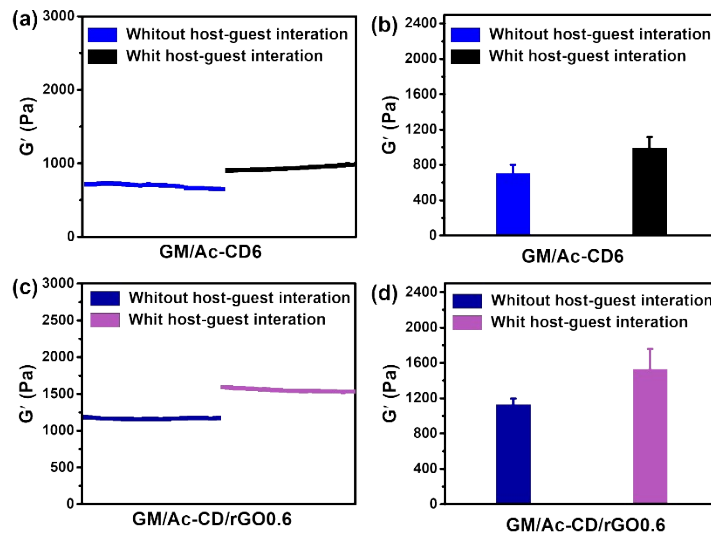 (a)
3000
2000
1000
0
G′ (Pa)
Whitout host-guest interation
Whit host-guest interation
GM/Ac-CD6
(b)
2400
2000
1600
1200
800
400
0
G′ (Pa)
Whitout host-guest interation
Whit host-guest interation
GM/Ac-CD6
(c)
3000
2500
2000
1500
1000
500
0
G′ (Pa)
Whitout host-guest interation
Whit host-guest interation
GM/Ac-CD/rGO0.6
(d)
2400
2000
1600
1200
800
400
0
G′ (Pa)
Whitout host-guest interation
Whit host-guest interation
GM/Ac-CD/rGO0.6